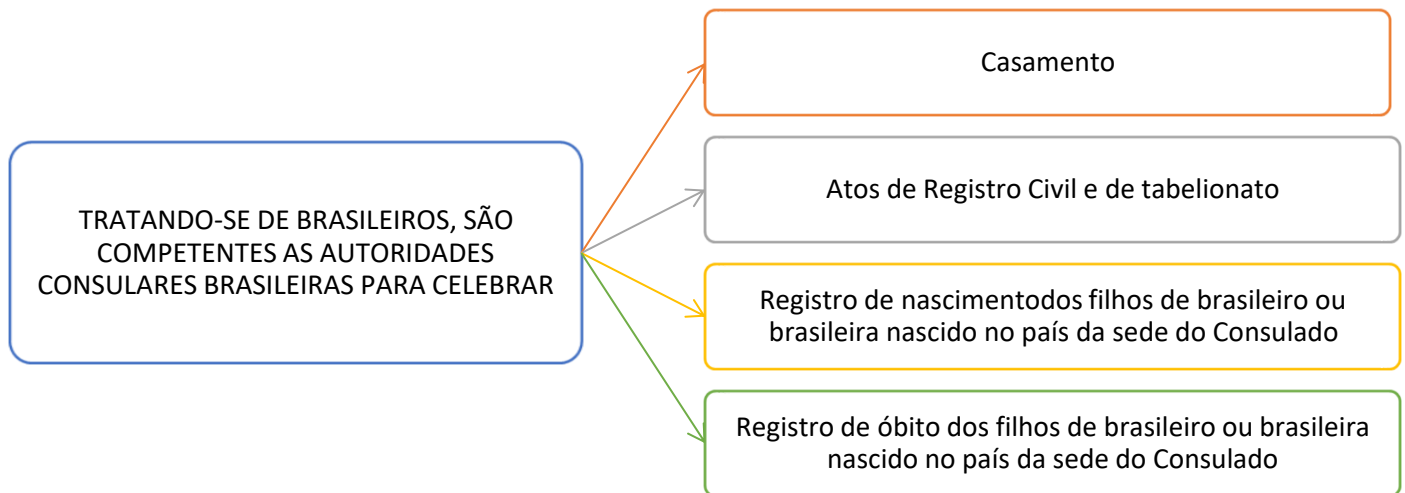 TRATANDO-SE DE BRASILEIROS, SÃO
COMPETENTES AS AUTORIDADES
CONSULARES BRASILEIRAS PARA CELEBRAR
Casamento
Atos de Registro Civil e de tabelionato
Registro de nascimentodos filhos de brasileiro ou
brasileira nascido no país da sede do Consulado
Registro de óbito dos filhos de brasileiro ou brasileira
nascido no país da sede do Consulado